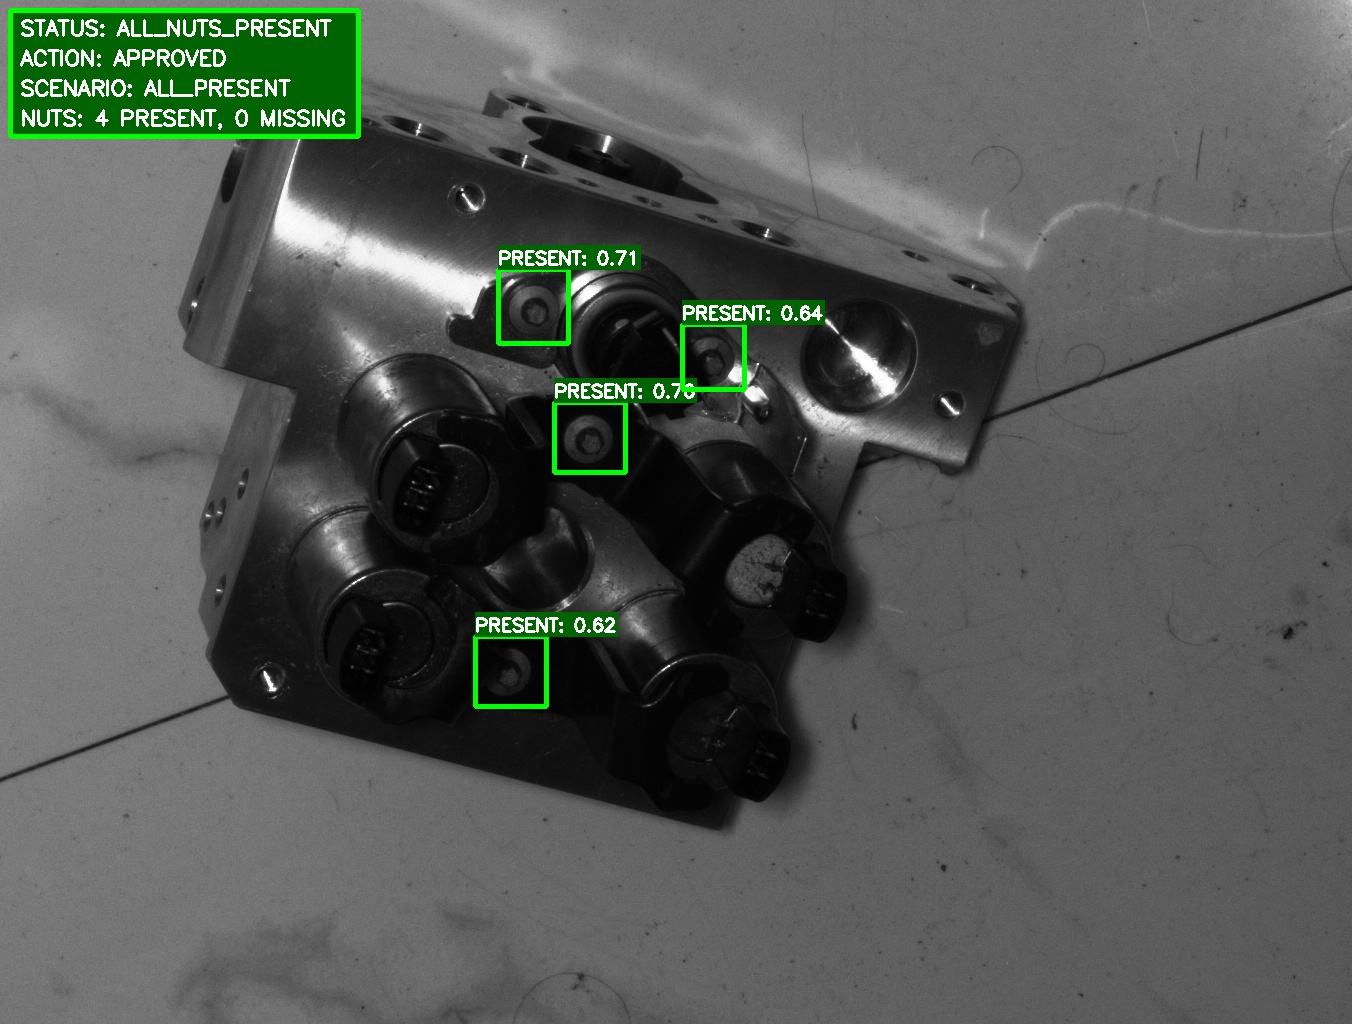 STATUS: ALL_NUTS_PRESENT
ACTION: APPROVED
SCENARIO: ALL_PRESENT
NUTS: 4 PRESENT, 0 MISSING
PRESENT: 0.71
PRESENT: 0.64
PRESENT:
PRESENT: 0.62